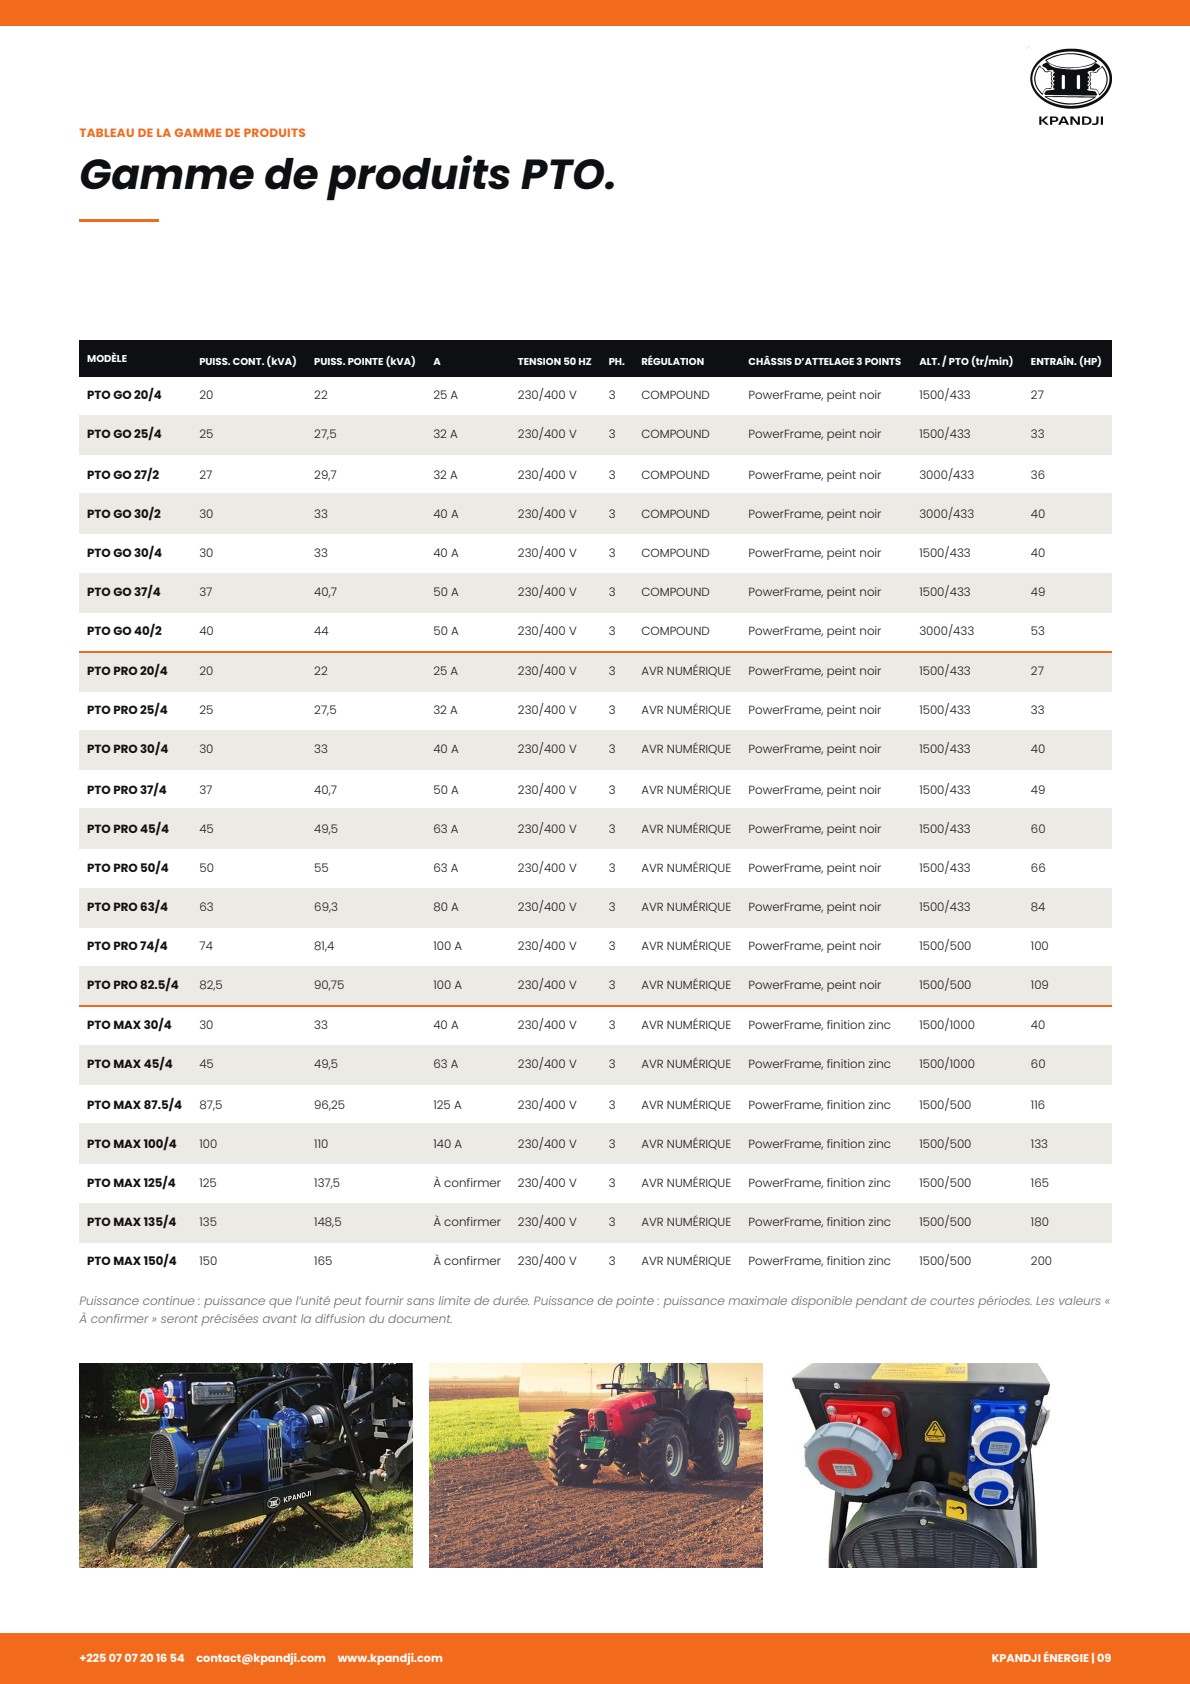 KPANDJI
TABLEAU DE LA GAMME DE PRODUITS
Gamme de produits PTO.
MODÈLE PUISS. CONT. (kVA) PUISS. POINTE (kVA) A TENSION 50 HZ PH. RÉGULATION CHÂSSIS D’ATTELAGE 3 POINTS ALT. / PTO (tr/min) ENTRAÎN. (HP)
PTO GO 20/4 20 22 25 A 230/400 V 3 COMPOUND PowerFrame, peint noir 1500/433 27
PTO GO 25/4 25 27,5 32 A 230/400 V 3 COMPOUND PowerFrame, peint noir 1500/433 33
PTO GO 27/2 27 29,7 32 A 230/400 V 3 COMPOUND PowerFrame, peint noir 3000/433 36
PTO GO 30/2 30 33 40 A 230/400 V 3 COMPOUND PowerFrame, peint noir 3000/433 40
PTO GO 30/4 30 33 40 A 230/400 V 3 COMPOUND PowerFrame, peint noir 1500/433 40
PTO GO 37/4 37 40,7 50 A 230/400 V 3 COMPOUND PowerFrame, peint noir 1500/433 49
PTO GO 40/2 40 44 50 A 230/400 V 3 COMPOUND PowerFrame, peint noir 3000/433 53
PTO PRO 20/4 20 22 25 A 230/400 V 3 AVR NUMÉRIQUE PowerFrame, peint noir 1500/433 27
PTO PRO 25/4 25 27,5 32 A 230/400 V 3 AVR NUMÉRIQUE PowerFrame, peint noir 1500/433 33
PTO PRO 30/4 30 33 40 A 230/400 V 3 AVR NUMÉRIQUE PowerFrame, peint noir 1500/433 40
PTO PRO 37/4 37 40,7 50 A 230/400 V 3 AVR NUMÉRIQUE PowerFrame, peint noir 1500/433 49
PTO PRO 45/4 45 49,5 63 A 230/400 V 3 AVR NUMÉRIQUE PowerFrame, peint noir 1500/433 60
PTO PRO 50/4 50 55 63 A 230/400 V 3 AVR NUMÉRIQUE PowerFrame, peint noir 1500/433 66
PTO PRO 63/4 63 69,3 80 A 230/400 V 3 AVR NUMÉRIQUE PowerFrame, peint noir 1500/433 84
PTO PRO 74/4 74 81,4 100 A 230/400 V 3 AVR NUMÉRIQUE PowerFrame, peint noir 1500/500 100
PTO PRO 82.5/4 82,5 90,75 100 A 230/400 V 3 AVR NUMÉRIQUE PowerFrame, peint noir 1500/500 109
PTO MAX 30/4 30 33 40 A 230/400 V 3 AVR NUMÉRIQUE PowerFrame, finition zinc 1500/1000 40
PTO MAX 45/4 45 49,5 63 A 230/400 V 3 AVR NUMÉRIQUE PowerFrame, finition zinc 1500/1000 60
PTO MAX 87.5/4 87,5 96,25 125 A 230/400 V 3 AVR NUMÉRIQUE PowerFrame, finition zinc 1500/500 116
PTO MAX 100/4 100 110 140 A 230/400 V 3 AVR NUMÉRIQUE PowerFrame, finition zinc 1500/500 133
PTO MAX 125/4 125 137,5 À confirmer 230/400 V 3 AVR NUMÉRIQUE PowerFrame, finition zinc 1500/500 165
PTO MAX 135/4 135 148,5 À confirmer 230/400 V 3 AVR NUMÉRIQUE PowerFrame, finition zinc 1500/500 180
PTO MAX 150/4 150 165 À confirmer 230/400 V 3 AVR NUMÉRIQUE PowerFrame, finition zinc 1500/500 200
Puissance continue : puissance que l’unité peut fournir sans limite de durée. Puissance de pointe : puissance maximale disponible pendant de courtes périodes. Les valeurs «
À confirmer » seront précisées avant la diffusion du document.
KPANDJI
+225 07 07 20 16 54 contact@kpandji.com www.kpandji.com
KPANDJI ÉNERGIE | 09